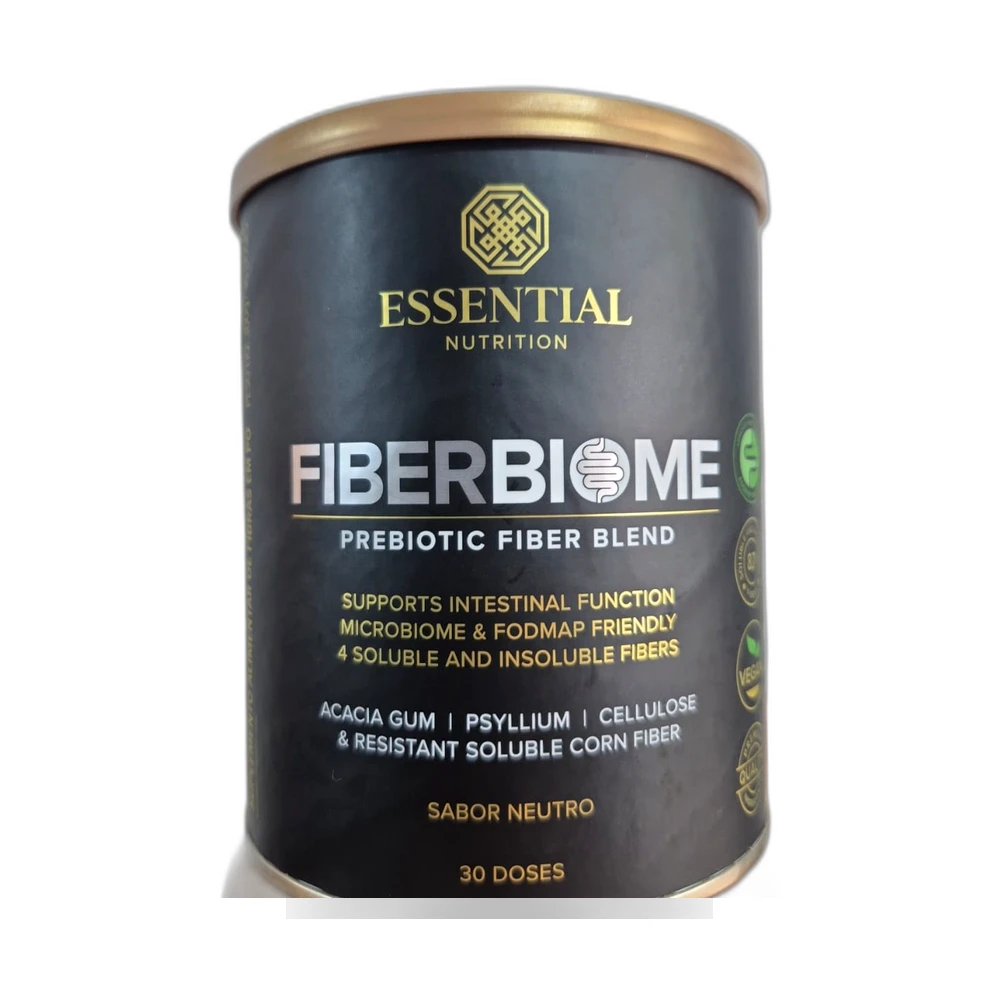 ESSENTIAL
NUTRITION
FIBERBIOME
PREBIOTIC FIBER BLEND
SUPPORTS INTESTINAL FUNCTION
MICROBIOME & FODMAP FRIENDLY
4 SOLUBLE AND INSOLUBLE FIBERS
ACACIA GUM | PSYLLIUM | CELLULOSE
& RESISTANT SOLUBLE CORN FIBER
SABOR NEUTRO
30 DOSES
VEGAN